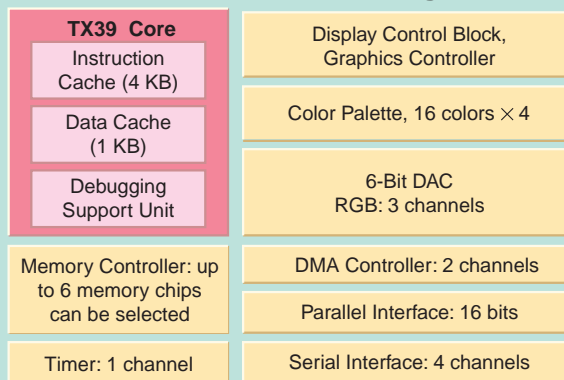 TX39 Core
Instruction
Cache (4 KB)
Data Cache
(1 KB)
Debugging
Support Unit
Memory Controller: up
to 6 memory chips
can be selected
Timer: 1 channel
Display Control Block,
Graphics Controller
Color Palette, 16 colors × 4
6-Bit DAC
RGB: 3 channels
DMA Controller: 2 channels
Parallel Interface: 16 bits
Serial Interface: 4 channels